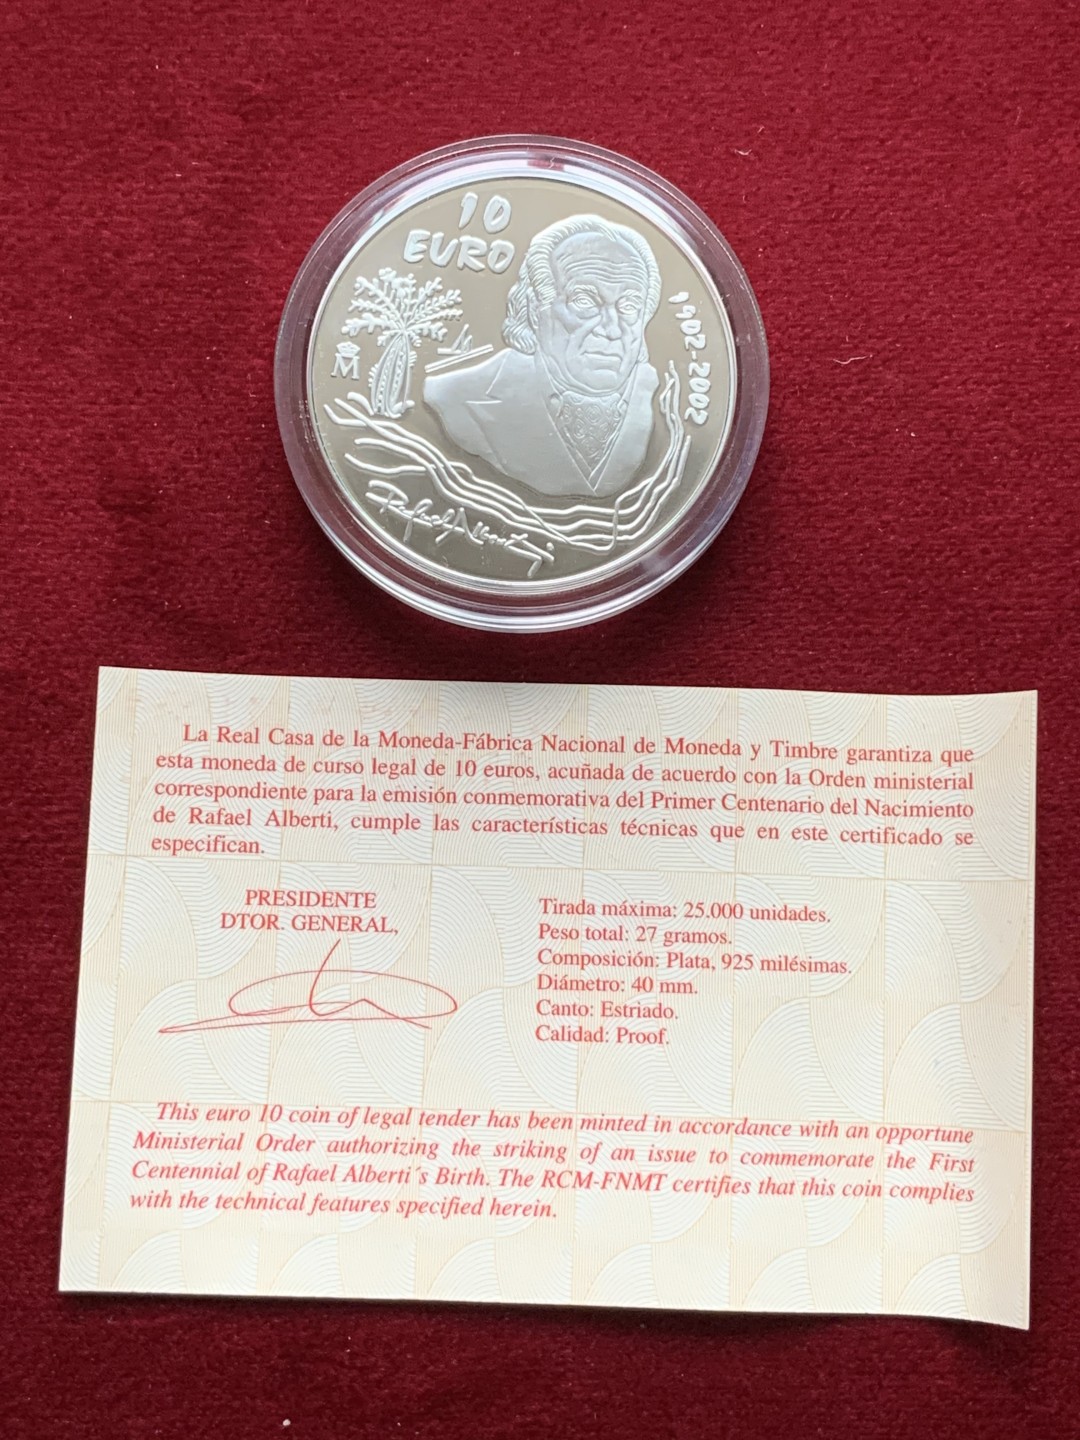 10
EURO
1902-2002
M
Rafael Alberti
La Real Casa de la Moneda-Fábrica Nacional de Moneda y Timbre garantiza que
esta moneda de curso legal de 10 euros, acuñada de acuerdo con la Orden ministerial
correspondiente para la emisión conmemorativa del Primer Centenario del Nacimiento
de Rafael Alberti, cumple las características técnicas que en este certificado se
especifican.
PRESIDENTE
DTOR. GENERAL,
Tirada máxima: 25.000 unidades.
Peso total: 27 gramos.
Composición: Plata, 925 milésimas.
Diámetro: 40 mm.
Canto: Estriado.
Calidad: Proof.
This euro 10 coin of legal tender has been minted in accordance with an opportune
Ministerial Order authorizing the striking of an issue to commemorate the First
Centennial of Rafael Alberti´s Birth. The RCM-FNMT certifies that this coin complies
with the technical features specified herein.